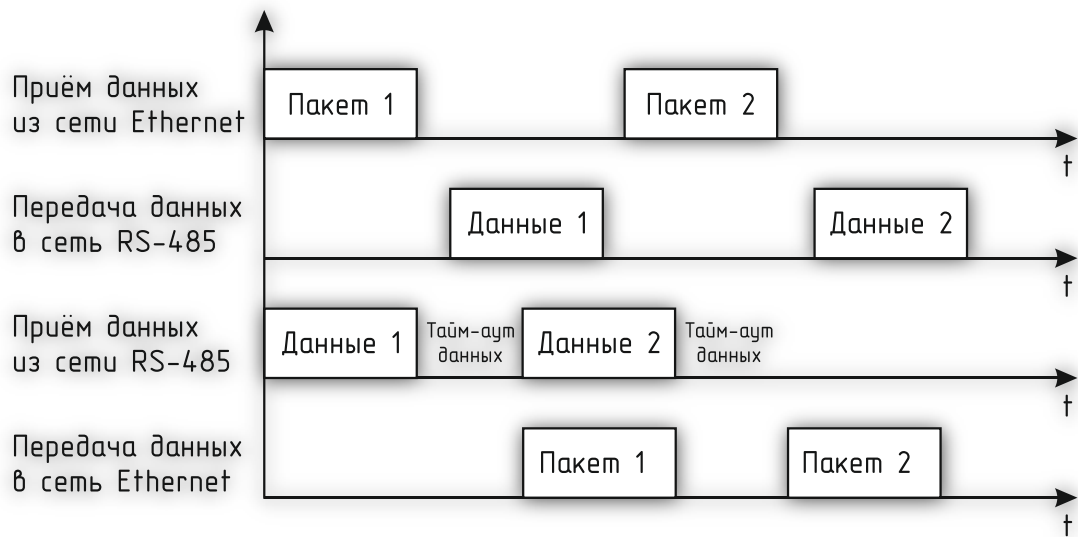 Приём данных
из сети Ethernet
Пакет 1
Пакет 2
t
Передача данных
в сеть RS-485
Данные 1
Данные 2
t
Приём данных
из сети RS-485
Данные 1
Тайм-аут
данных
Данные 2
Тайм-аут
данных
t
Передача данных
в сеть Ethernet
Пакет 1
Пакет 2
t